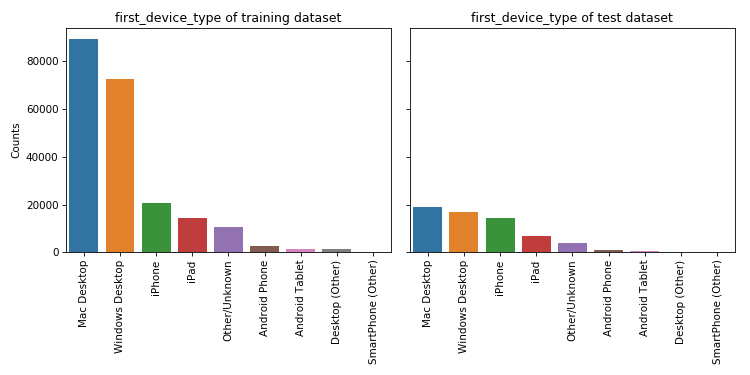 first_device_type of training dataset
first_device_type of test dataset
Counts
80000
60000
40000
20000
0
Mac Desktop
Windows Desktop
iPhone
iPad
Other/Unknown
Android Phone
Android Tablet
Desktop (Other)
SmartPhone (Other)
Mac Desktop
Windows Desktop
iPhone
iPad
Other/Unknown
Android Phone
Android Tablet
Desktop (Other)
SmartPhone (Other)